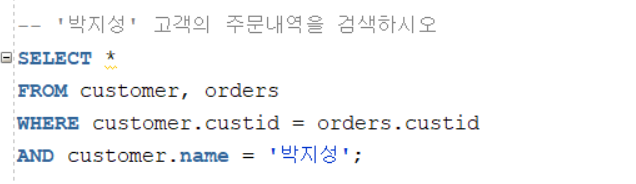 -- '박지성' 고객의 주문내역을 검색하시오
SELECT *
FROM customer, orders
WHERE customer.custid = orders.custid
AND customer.name = '박지성';